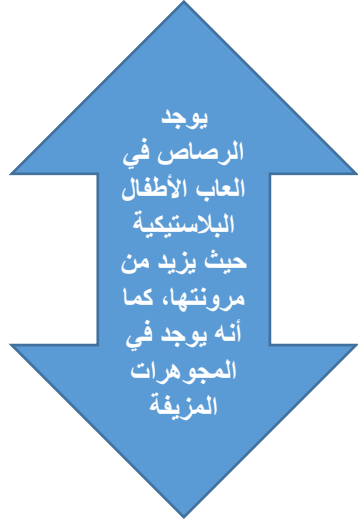 يوجد
الرصاص في
العاب الأطفال
البلاستيكية
حيث يزيد من
مرونتها، كما
أنه يوجد في
المجوهرات
المزيفة